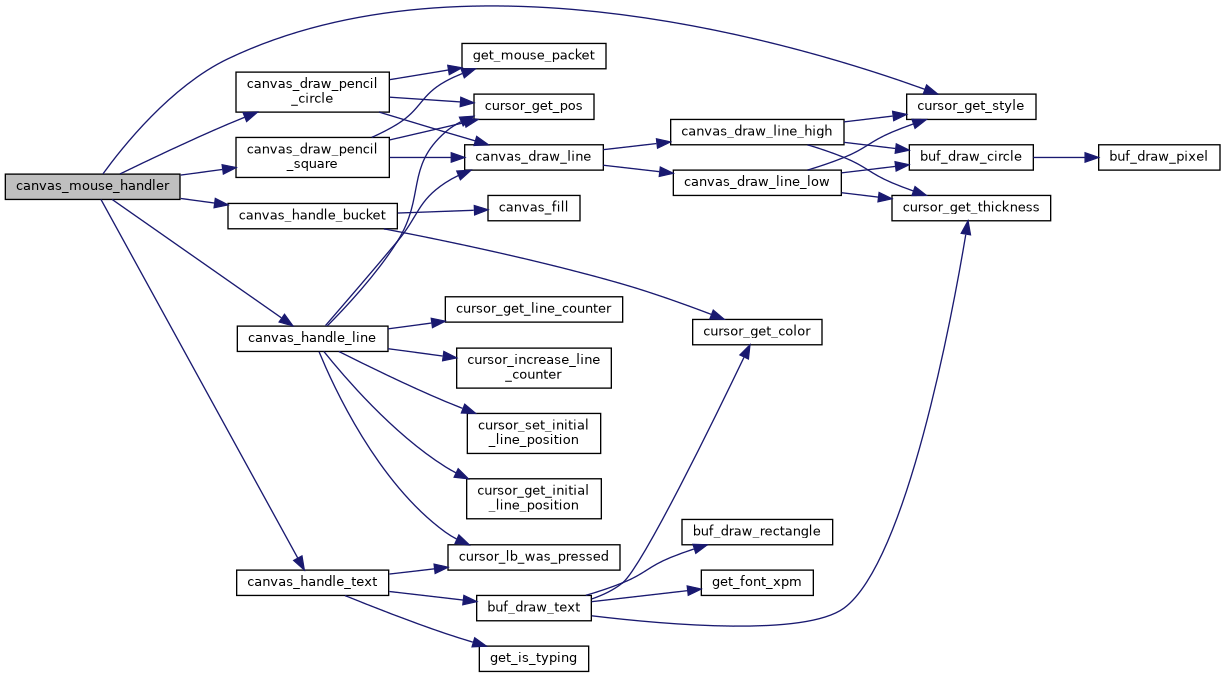 canvas_mouse_handler
canvas_draw_pencil
_circle
canvas_draw_pencil
_square
canvas_handle_bucket
canvas_handle_line
canvas_handle_text
get_mouse_packet
cursor_get_pos
canvas_draw_line
canvas_fill
cursor_get_line_counter
cursor_increase_line
_counter
cursor_set_initial
_line_position
cursor_get_initial
_line_position
cursor_lb_was_pressed
buf_draw_text
get_is_typing
canvas_draw_line_high
canvas_draw_line_low
cursor_get_color
buf_draw_rectangle
get_font_xpm
cursor_get_style
buf_draw_circle
cursor_get_thickness
buf_draw_pixel